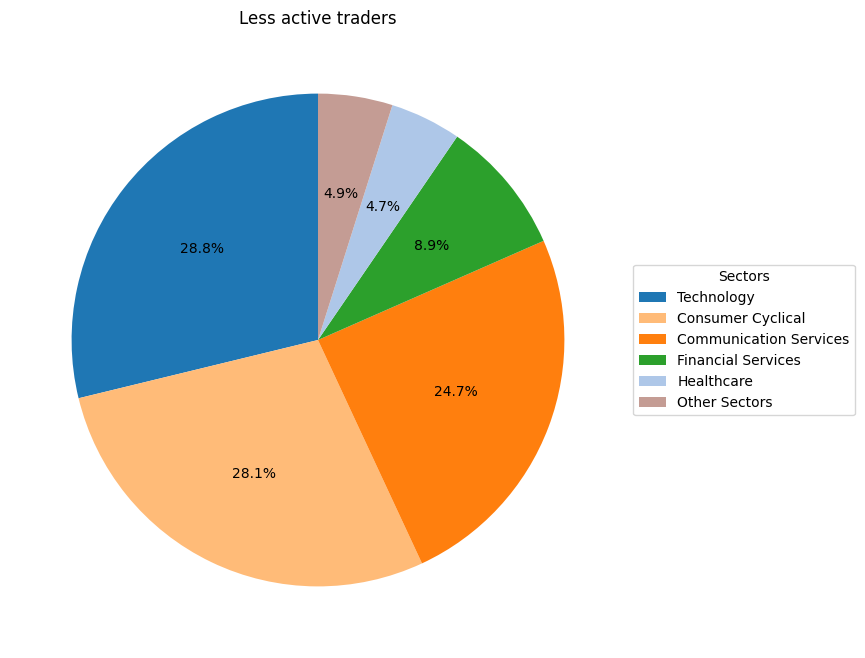 Less active traders
4.9%
4.7%
8.9%
28.8%
24.7%
28.1%
Sectors
Technology
Consumer Cyclical
Communication Services
Financial Services
Healthcare
Other Sectors